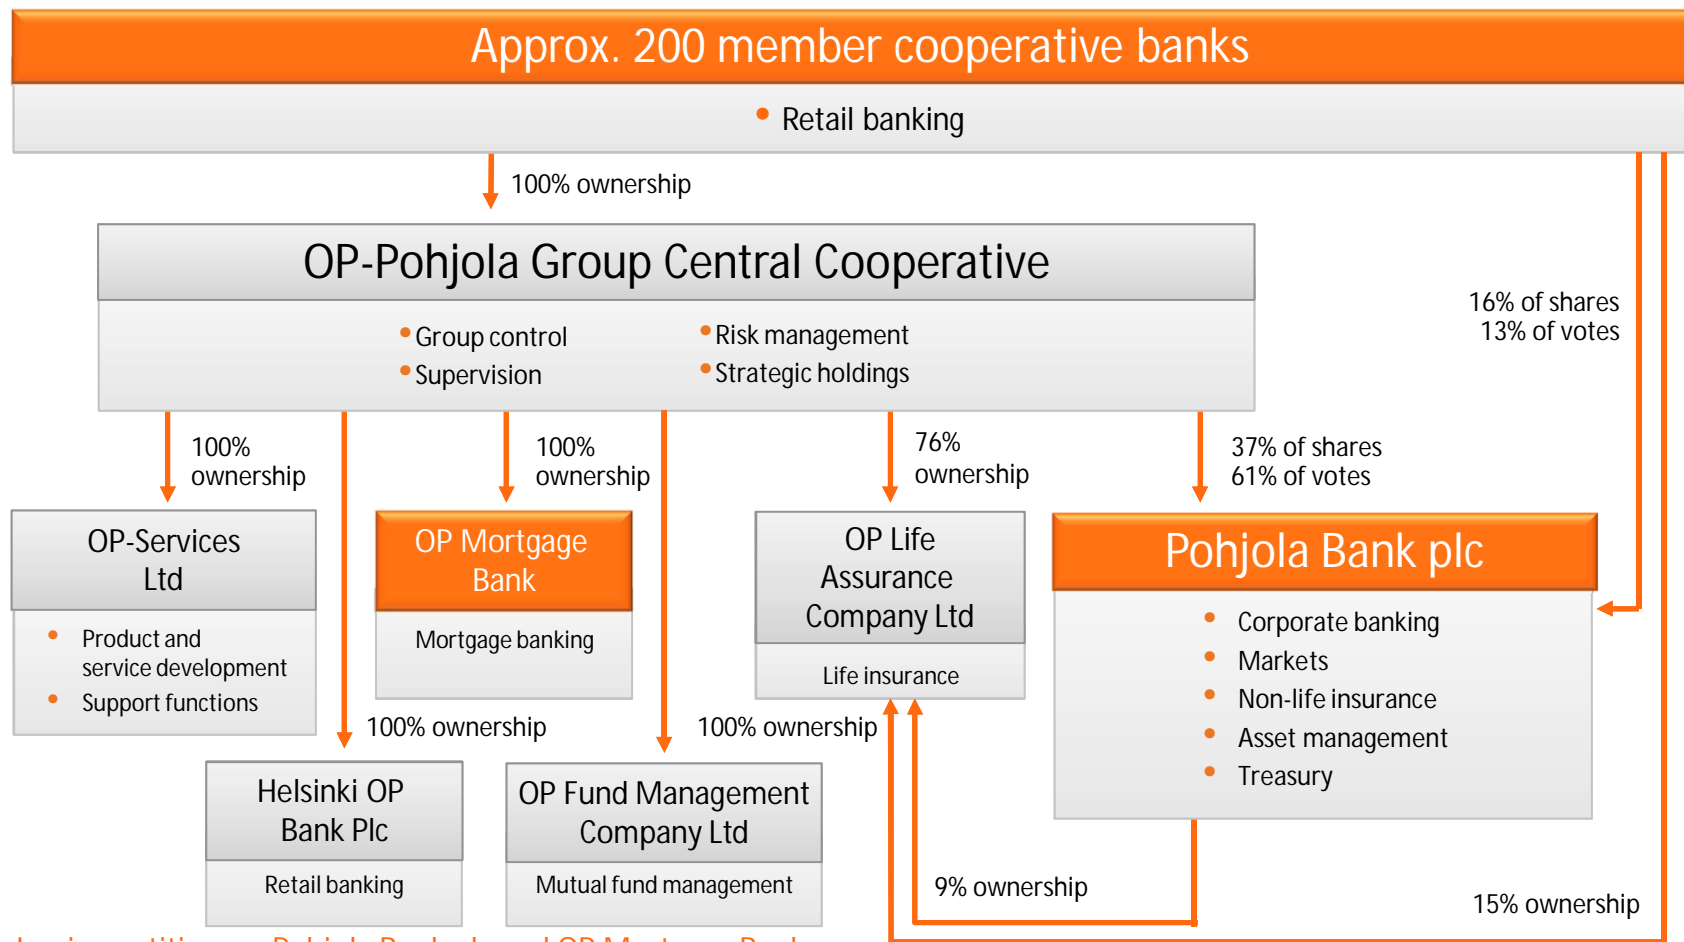 Approx. 200 member cooperative banks
• Retail banking
100% ownership
OP-Pohjola Group Central Cooperative
• Group control
• Supervision
• Risk management
• Strategic holdings
16% of shares
13% of votes
100%
ownership
100%
ownership
76%
ownership
37% of shares
61% of votes
OP-Services
Ltd
• Product and
service development
• Support functions
OP Mortgage
Bank
Mortgage banking
OP Life
Assurance
Company Ltd
Life insurance
Pohjola Bank plc
• Corporate banking
• Markets
• Non-life insurance
• Asset management
• Treasury
100% ownership
100% ownership
Helsinki OP
Bank Plc
Retail banking
OP Fund Management
Company Ltd
Mutual fund management
9% ownership
15% ownership